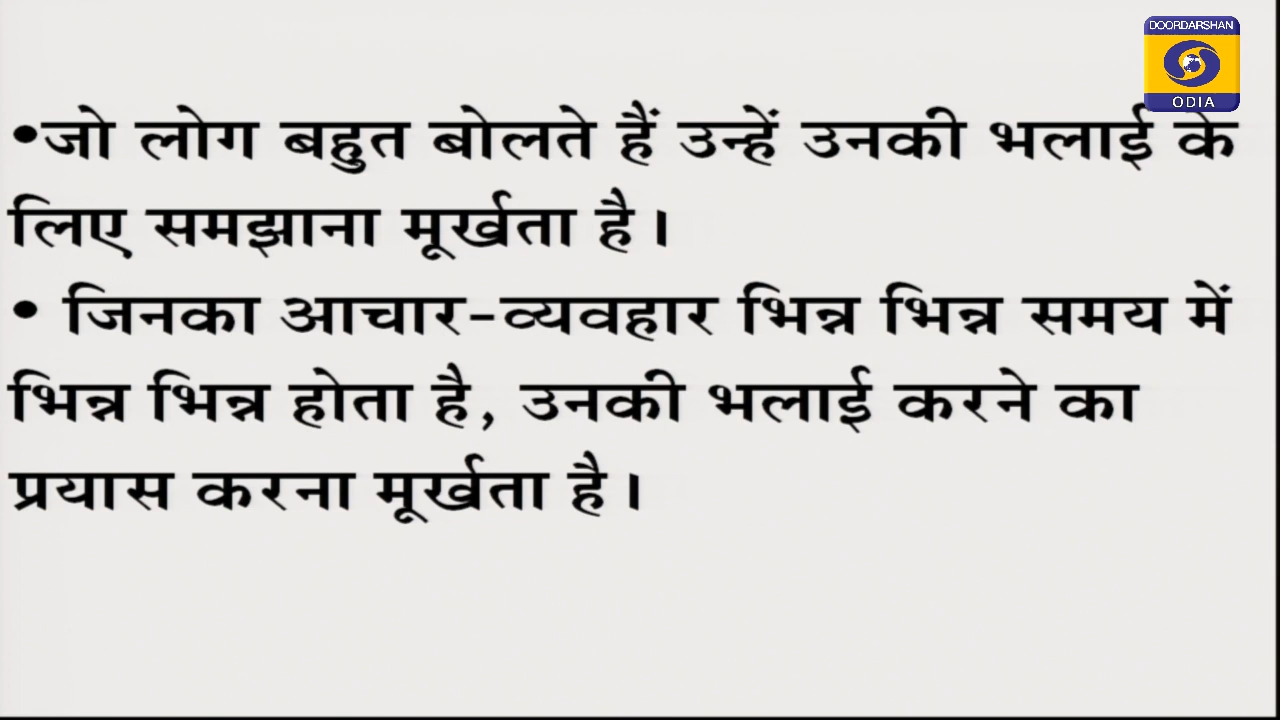 DOORDARSHAN
ODIA
•जो लोग बहुत बोलते हैं उन्हें उनकी भलाई के
लिए समझाना मूर्खता है।
• जिनका आचार-व्यवहार भिन्न भिन्न समय में
भिन्न भिन्न होता है, उनकी भलाई करने का
प्रयास करना मूर्खता है।